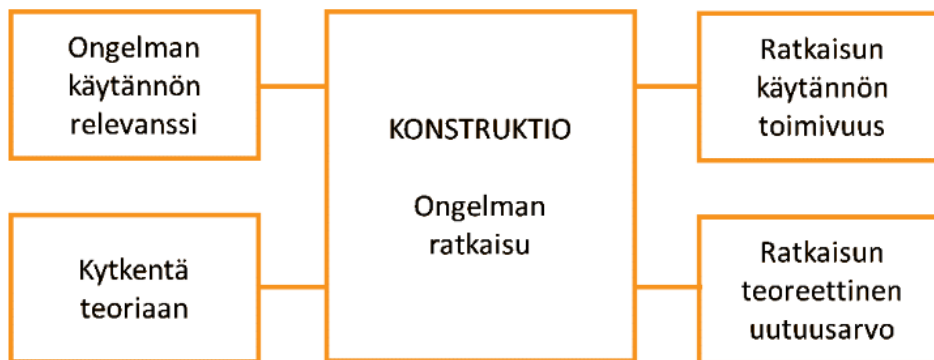 Ongelman
käytännön
relevanssi
Kytkentä
teoriaan
KONSTRUKTIO
Ongelman
ratkaisu
Ratkaisun
käytännön
toimivuus
Ratkaisun
teoreettinen
uutuusarvo